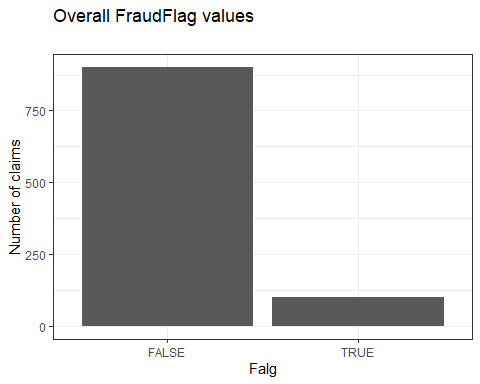 Overall FraudFlag values
Number of claims
750
500
250
0
FALSE
TRUE
Falg